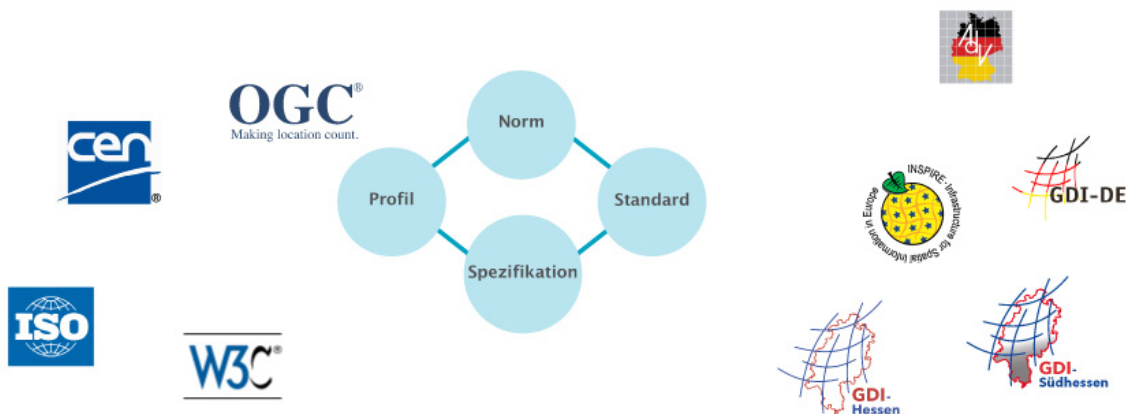 AdV
OGC®
Making location count.
cen
®
Norm
Profil
Standard
Spezifikation
INSPIRE - Infrastructure for Spatial Information in Europe
GDI-DE
ISO
W3C®
GDI-
Hessen
GDI-
Südhessen